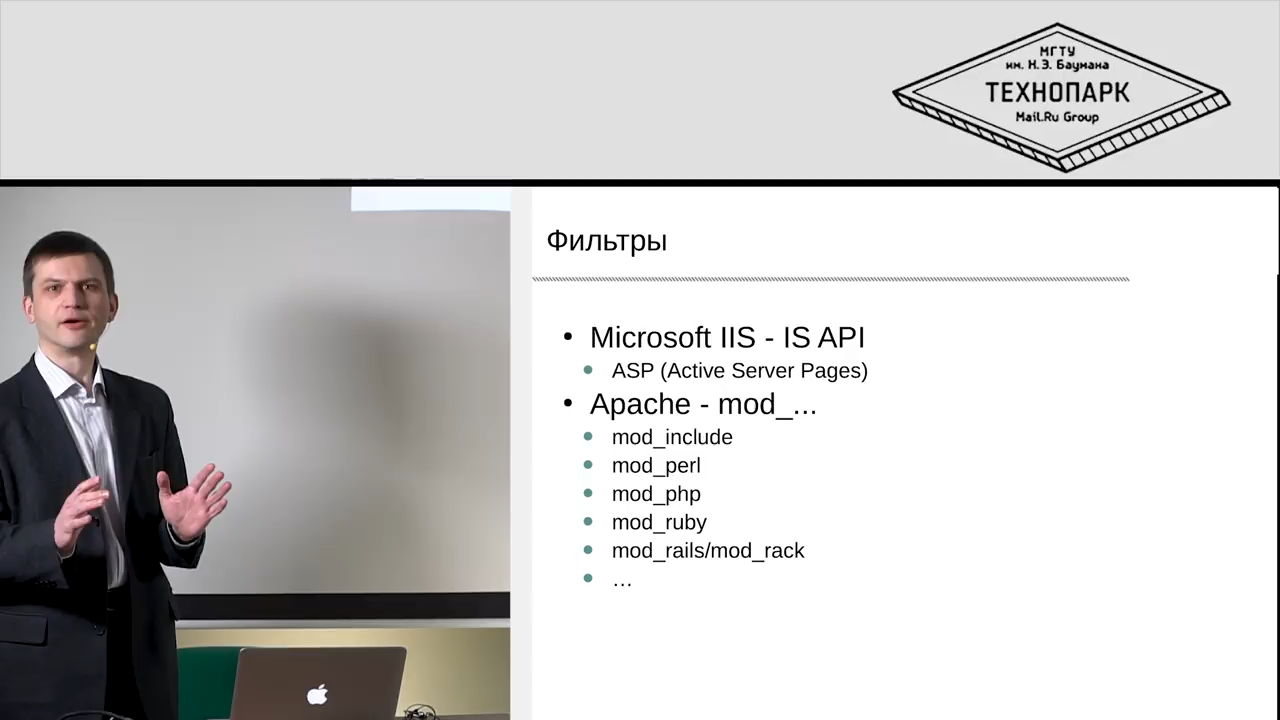 МГТУ
им. Н.Э. Баумана
ТЕХНОПАРК
Mail.Ru Group
Фильтры
• Microsoft IIS - IS API
• ASP (Active Server Pages)
• Apache - mod_...
• mod_include
• mod_perl
• mod_php
• mod_ruby
• mod_rails/mod_rack
• ...